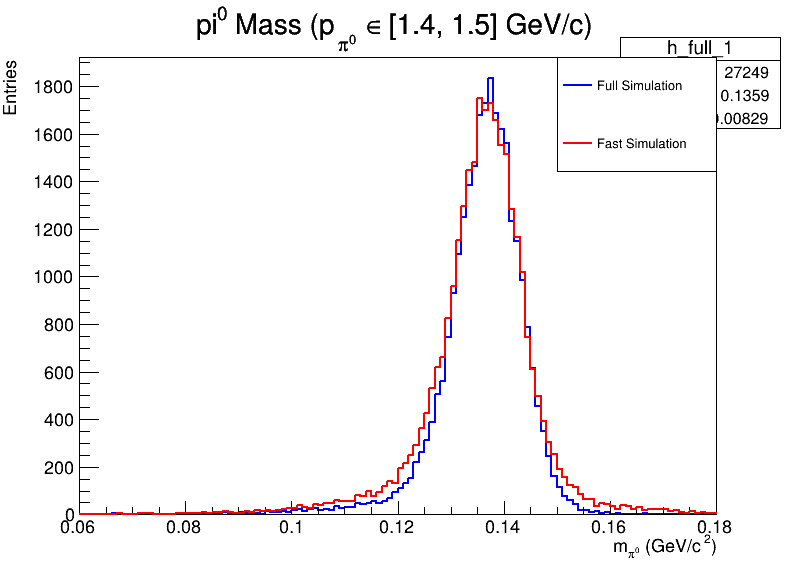 pi⁰ Mass (p_π⁰ ∈ [1.4, 1.5] GeV/c)
h_full_1
27249
0.1359
0.00829
Full Simulation
Fast Simulation
Entries
1800
1600
1400
1200
1000
800
600
400
200
0
0.06 0.08 0.1 0.12 0.14 0.16 0.18
m_π⁰ (GeV/c²)